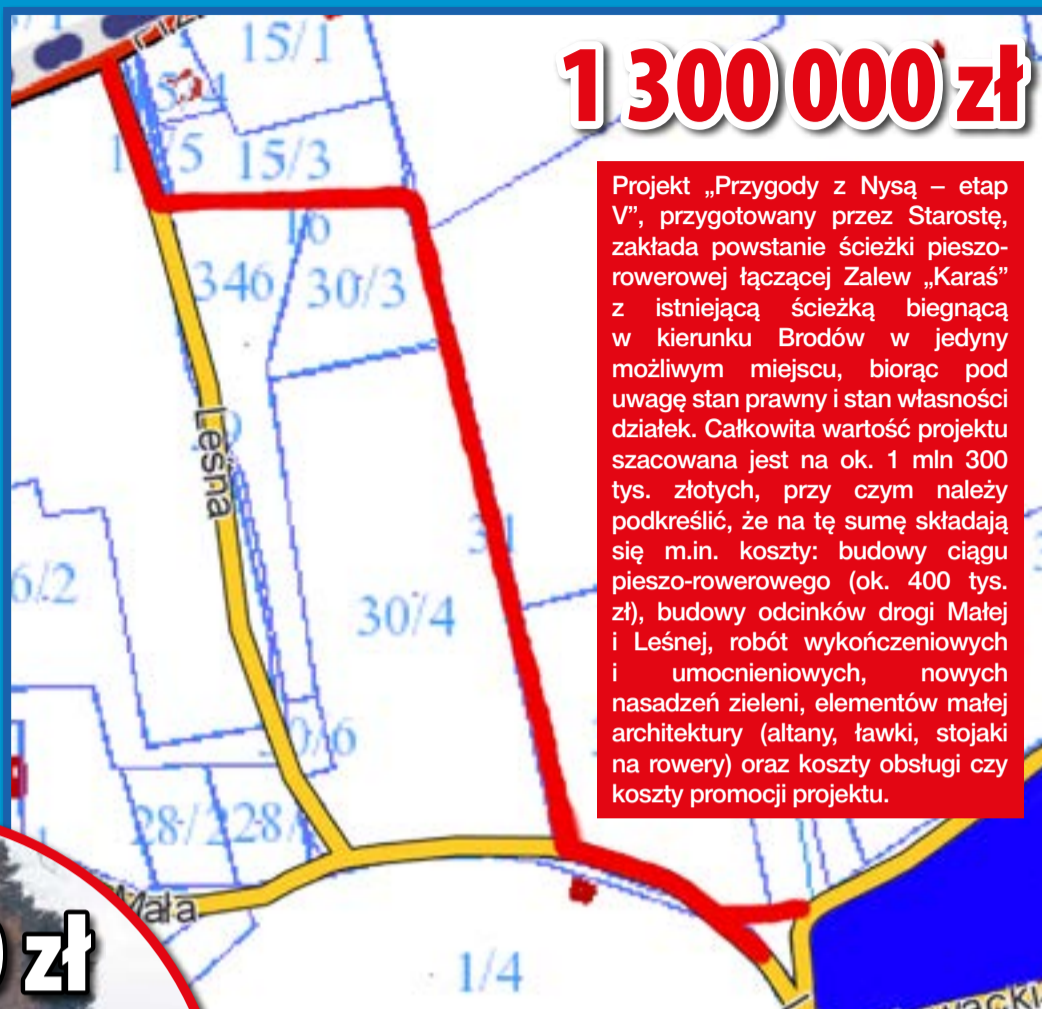 15/1
1 300 000 zł
15/3
16
346
30/3
Projekt „Przygody z Nysą – etap
V”, przygotowany przez Starostę,
zakłada powstanie ścieżki pieszo-
rowerowej łączącej Zalew „Karaś”
z istniejącą ścieżką biegnącą
w kierunku Brodów w jedyny
możliwym miejscu, biorąc pod
uwagę stan prawny i stan własności
działek. Całkowita wartość projektu
szacowana jest na ok. 1 mln 300
tys. złotych, przy czym należy
podkreślić, że na tę sumę składają
się m.in. koszty: budowy ciągu
pieszo-rowerowego (ok. 400 tys.
zł), budowy odcinków drogi Małej
i Leśnej, robót wykończeniowych
i umocnieniowych, nowych
nasadzeń zieleni, elementów małej
architektury (altany, ławki, stojaki
na rowery) oraz koszty obsługi czy
koszty promocji projektu.
Leśna
31
6/2
30/4
28/2
28/
Mała
zł
1/4